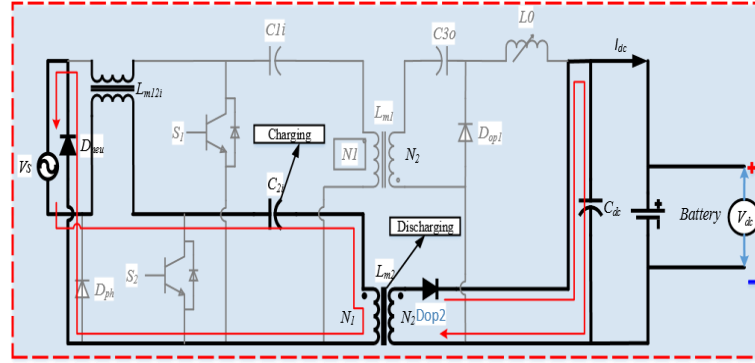 C1i
C3o
L0
Idc
Lm12i
Lm1
S1
Charging
N1
N2
Dop1
Dneu
Vs
C2i
Discharging
Cdc
Battery
+
Vdc
Lm2
Dph
S2
N1
N2
Dop2